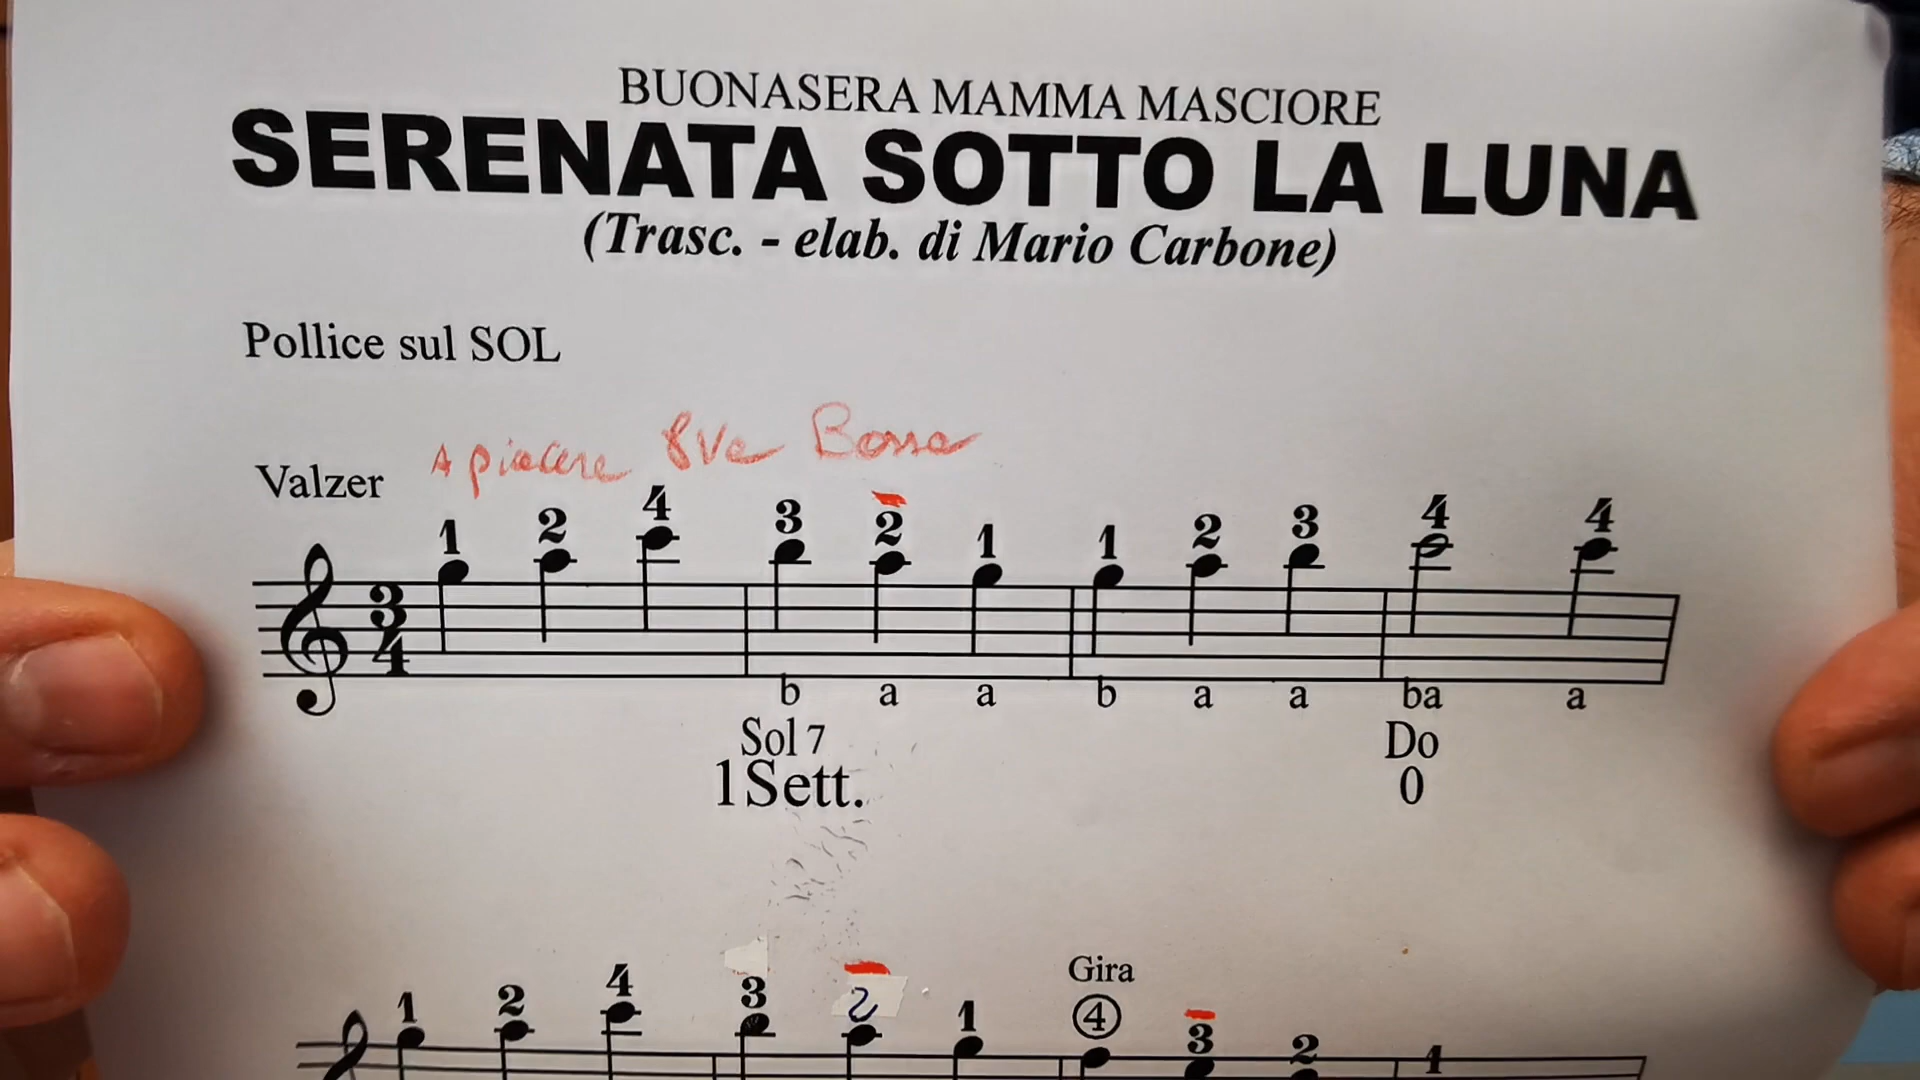 BUONASERA MAMMA MASCIORE
SERENATA SOTTO LA LUNA
(Trasc. - elab. di Mario Carbone)
Pollice sul SOL
A piacere 8va Bassa
Valzer
1 2 4 3 2 1 1 2 3 4 4
3
4
b a a b a a ba a
Sol 7 Do
1Sett. 0
Gira
1 2 4 3 2 1 4 3 2 1